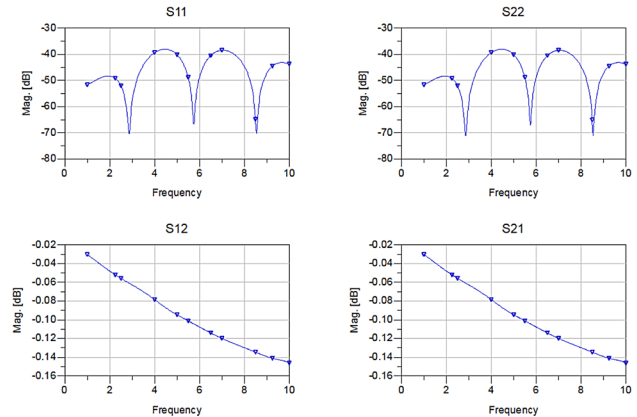 S11
-30
-40
-50
-60
-70
-80
Mag. [dB]
0 2 4 6 8 10
Frequency
S22
-30
-40
-50
-60
-70
-80
Mag. [dB]
0 2 4 6 8 10
Frequency
S12
-0.02
-0.04
-0.06
-0.08
-0.10
-0.12
-0.14
-0.16
Mag. [dB]
0 2 4 6 8 10
Frequency
S21
-0.02
-0.04
-0.06
-0.08
-0.10
-0.12
-0.14
-0.16
Mag. [dB]
0 2 4 6 8 10
Frequency